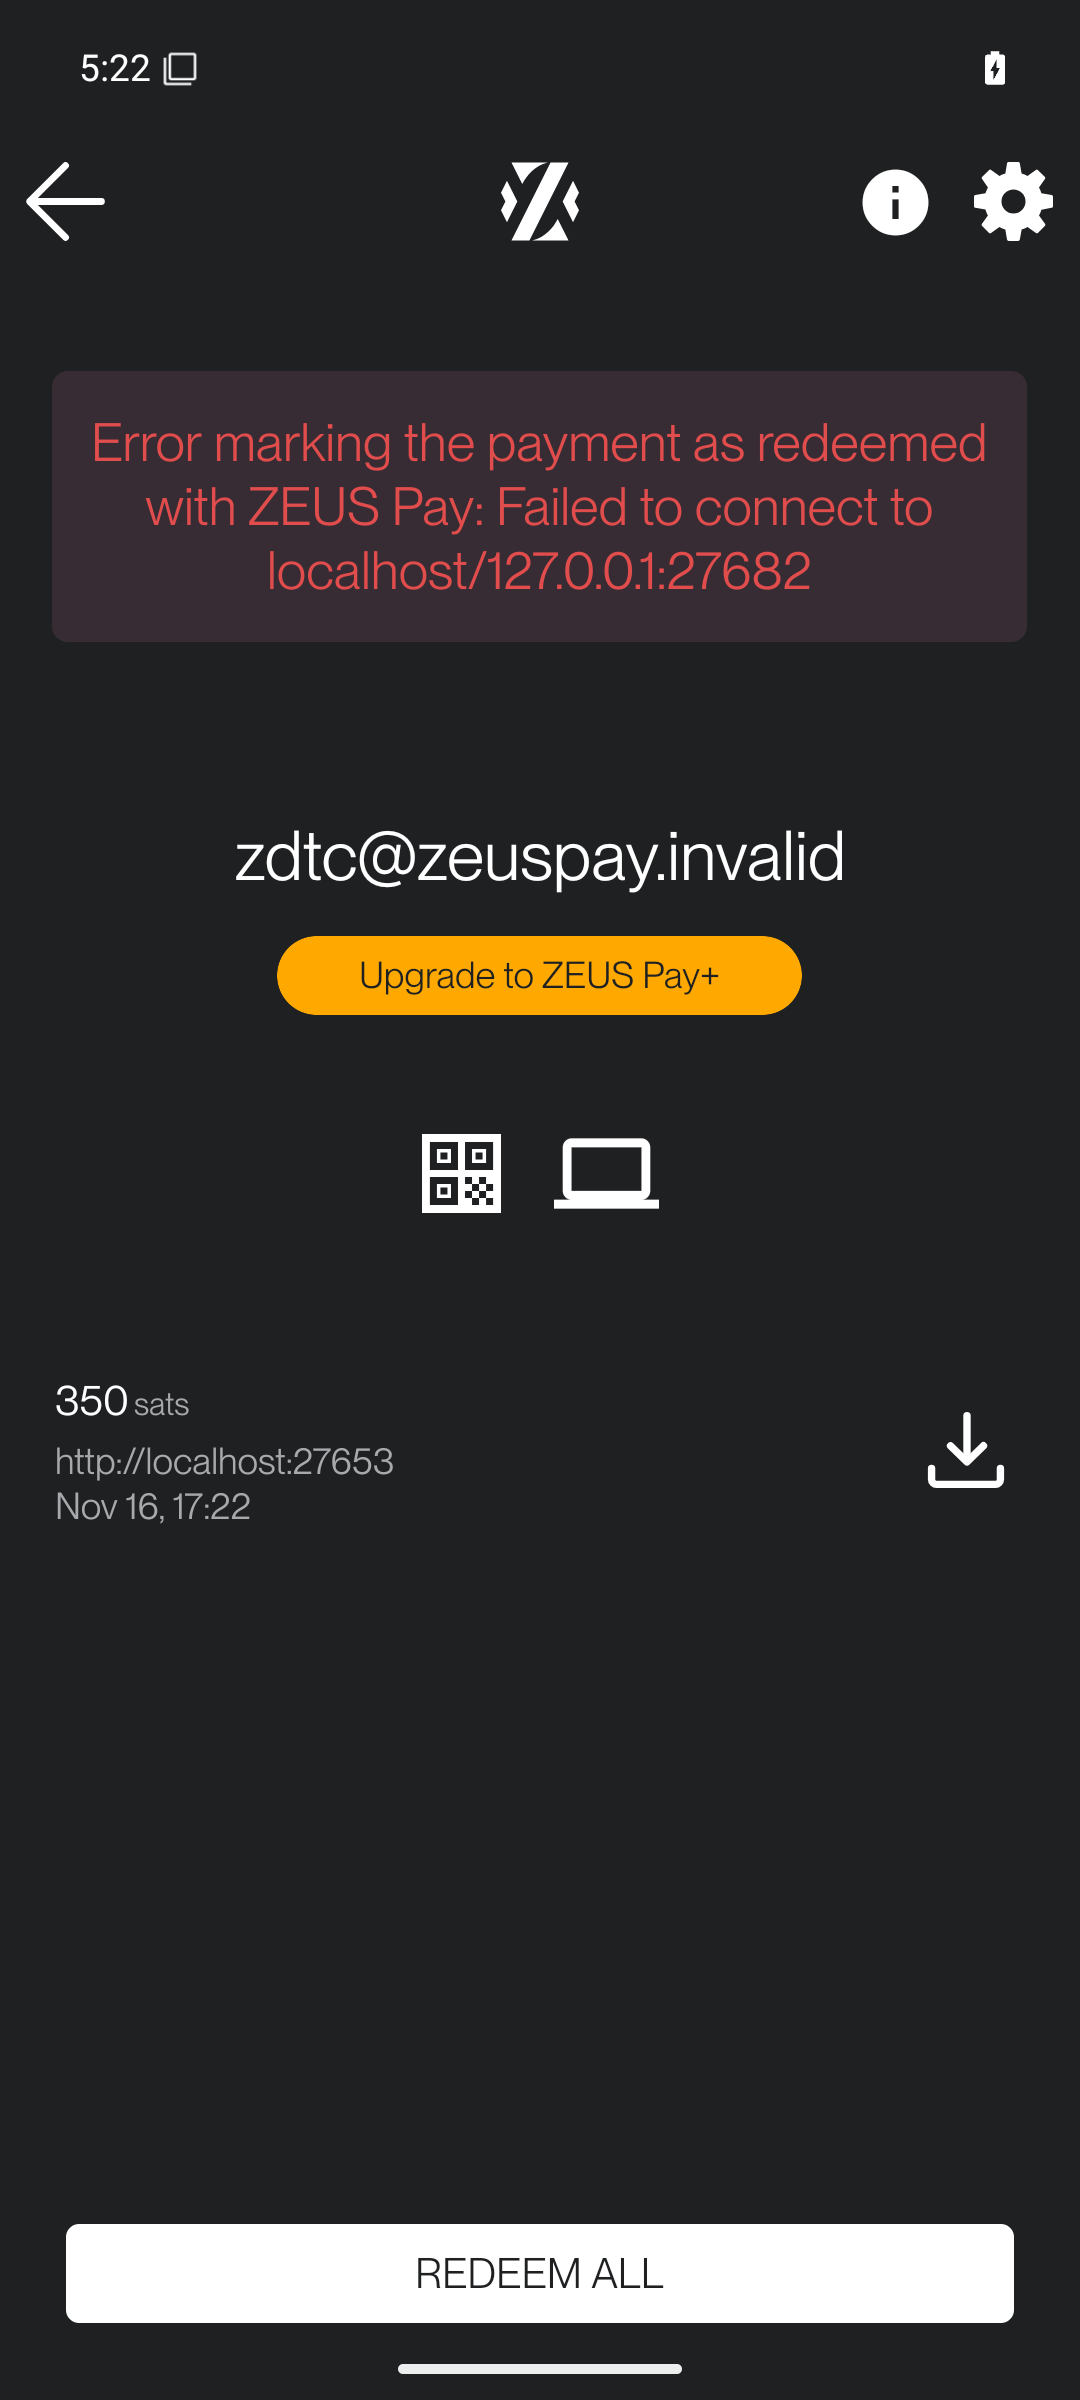 5:22
Error marking the payment as redeemed
with ZEUS Pay: Failed to connect to
localhost/127.0.0.1:27682
zdtc@zeuspay.invalid
Upgrade to ZEUS Pay+
350 sats
http://localhost:27653
Nov 16, 17:22
REDEEM ALL